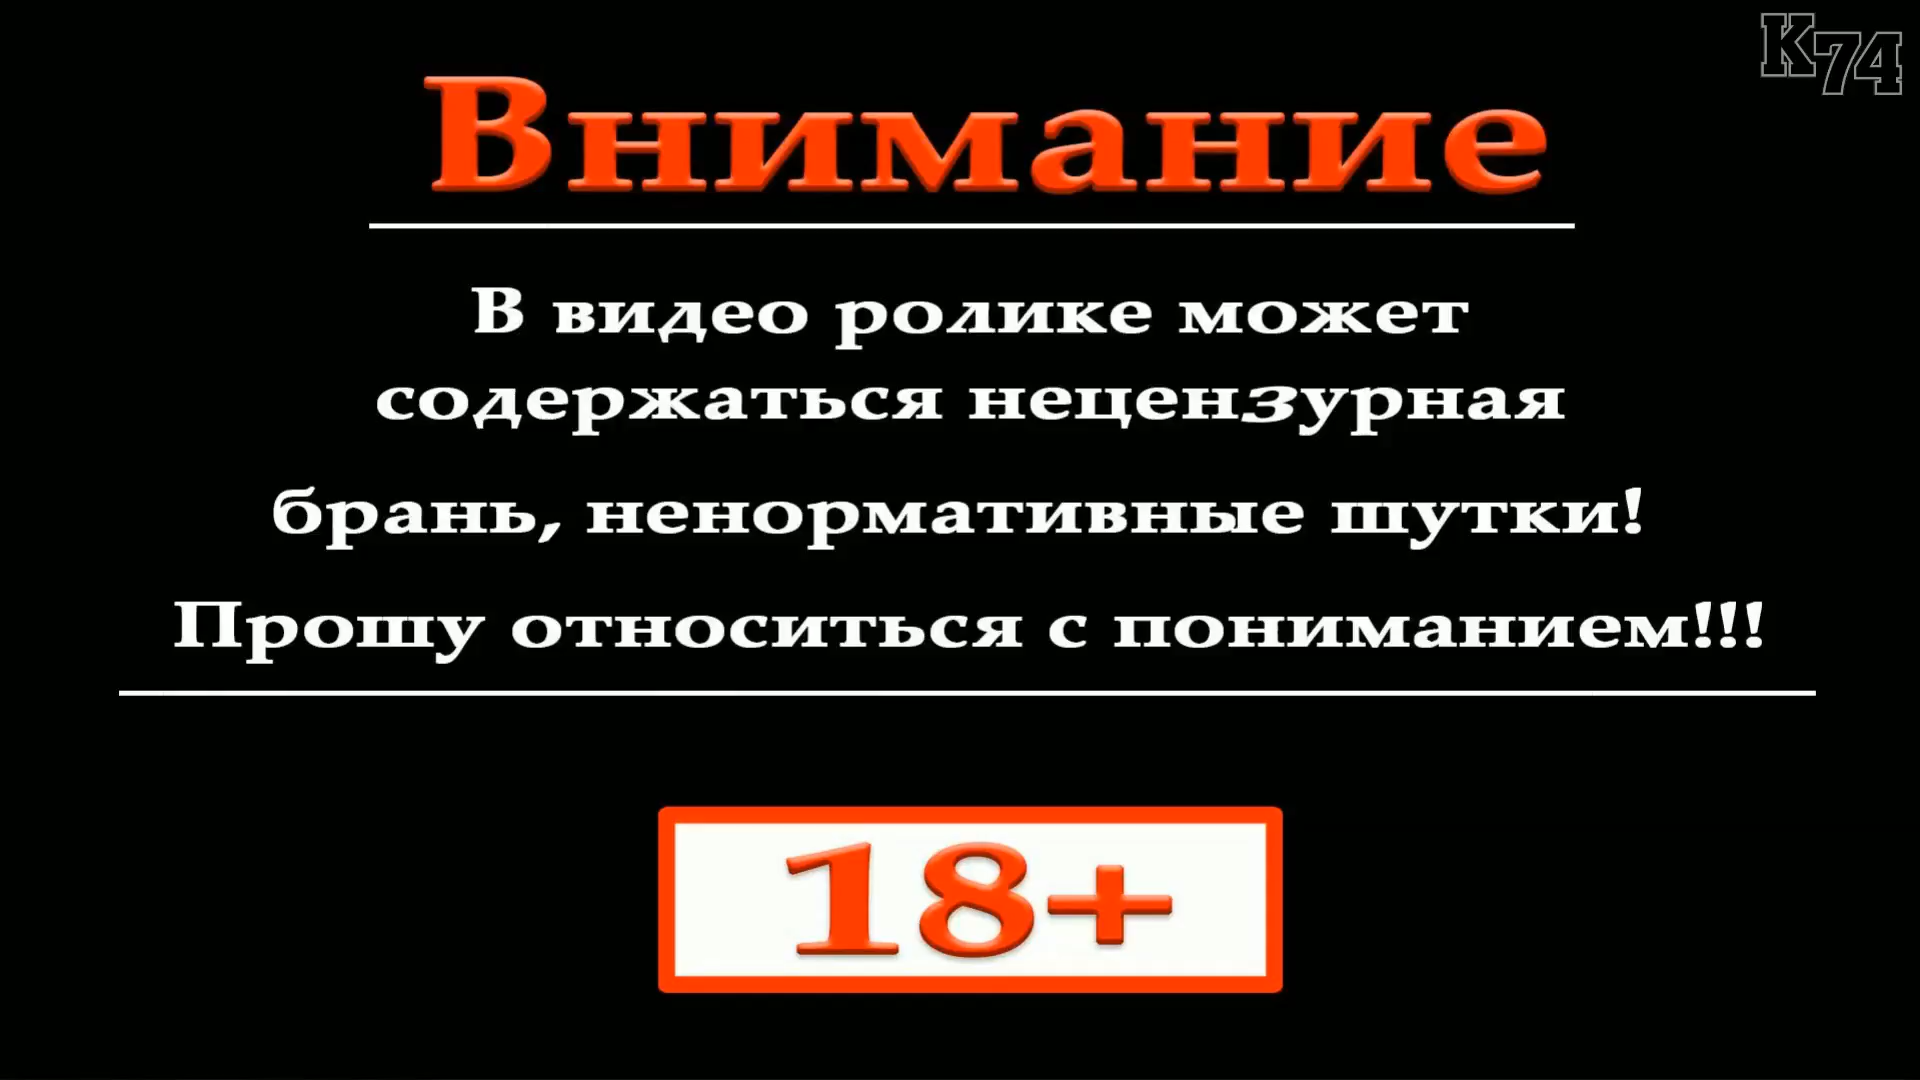 K74
Внимание
В видео ролике может
содержаться нецензурная
брань, ненормативные шутки!
Прошу относиться с пониманием!!!
18+